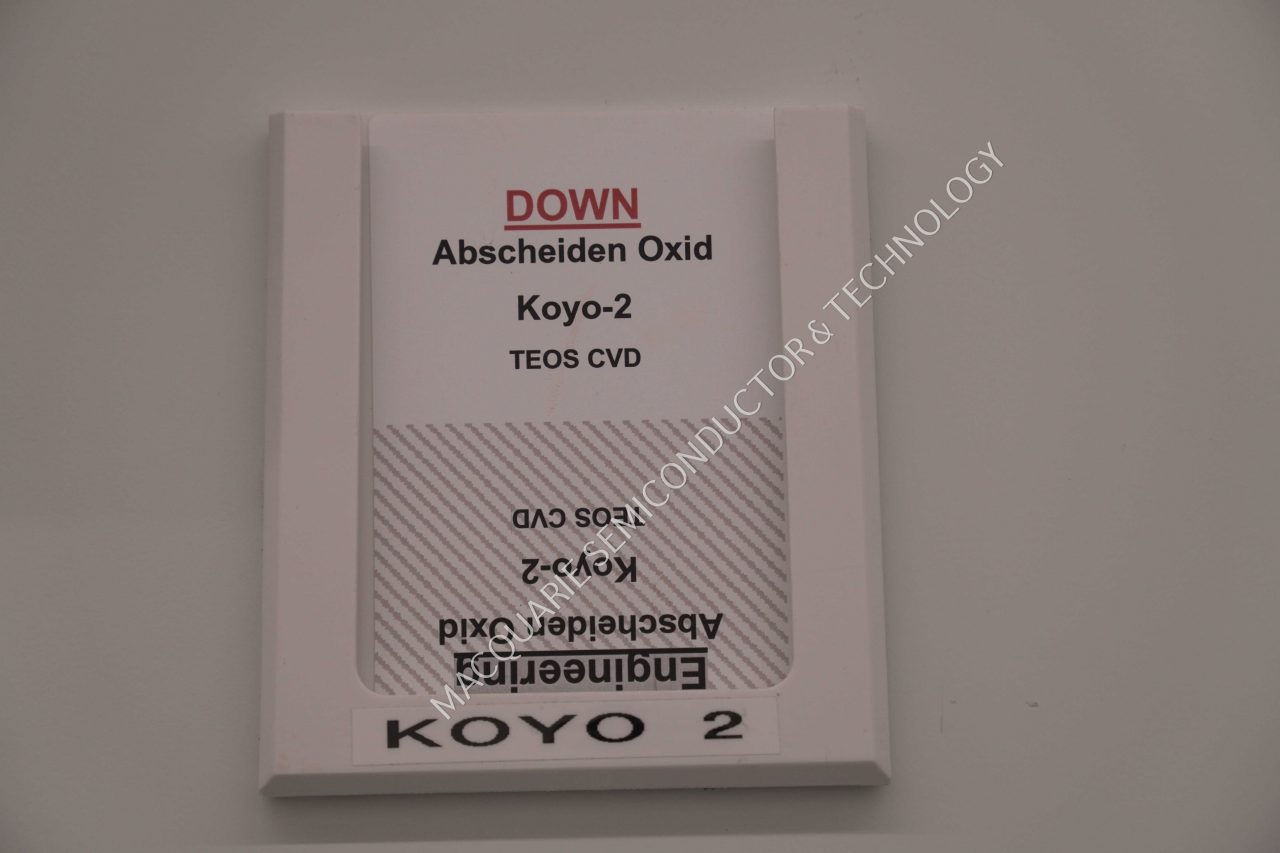 DOWN
Abscheiden Oxid
Koyo-2
TEOS CVD
Engineering
Abscheiden Oxid
Koyo-2
TEOS CVD
KOYO 2
MACQUARIE SEMICONDUCTOR & TECHNOLOGY